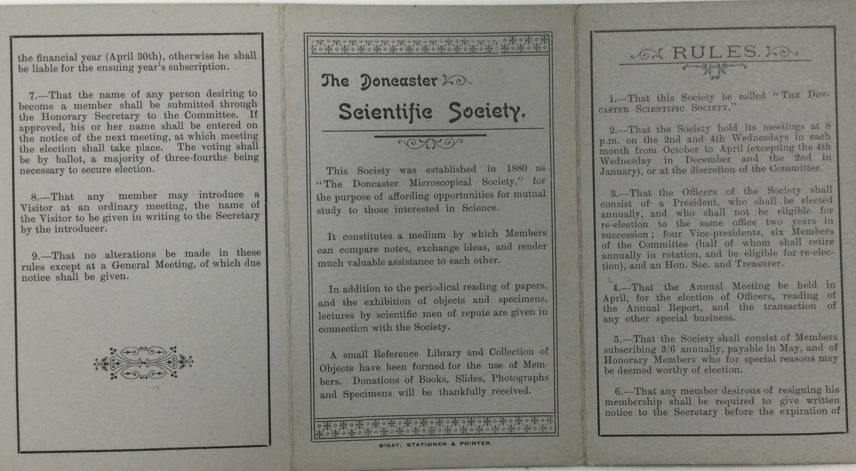 the financial year (April 30th), otherwise he shall
be liable for the ensuing year's subscription.
7.—That the name of any person desiring to
become a member shall be submitted through
the Honorary Secretary to the Committee. If
approved, his or her name shall be entered on
the notice of the next meeting, at which meeting
the election shall take place. The voting shall
be by ballot, a majority of three-fourths being
necessary to secure election.
8.—That any member may introduce a
Visitor at an ordinary meeting, the name of
the Visitor to be given in writing to the Secretary
by the introducer.
9.—That no alterations be made in these
rules except at a General Meeting, of which due
notice shall be given.
The Doncaster
Scientific Society.
This Society was established in 1880 as
"The Doncaster Microscopical Society," for
the purpose of affording opportunities for mutual
study to those interested in Science.
It constitutes a medium by which Members
can compare notes, exchange ideas, and render
much valuable assistance to each other.
In addition to the periodical reading of papers,
and the exhibition of objects and specimens,
lectures by scientific men of repute are given in
connection with the Society.
A small Reference Library and Collection of
Objects have been formed for the use of Mem-
bers. Donations of Books, Slides, Photographs
and Specimens will be thankfully received.
BISAT, STATIONER & PRINTER.
RULES.
1.—That this Society be called "The Don-
caster Scientific Society."
2.—That the Society hold its meetings at 8
p.m. on the 2nd and 4th Wednesdays in each
month from October to April (excepting the 4th
Wednesday in December and the 2nd in
January), or at the discretion of the Committee.
3.—That the Officers of the Society shall
consist of a President, who shall be elected
annually, and who shall not be eligible for
re-election to the same office two years in
succession; four Vice-presidents, six Members
of the Committee (half of whom shall retire
annually in rotation, and be eligible for re-elec-
tion), and an Hon. Sec. and Treasurer.
4.—That the Annual Meeting be held in
April, for the election of Officers, reading of
the Annual Report, and the transaction of
any other special business.
5.—That the Society shall consist of Members
subscribing 3/6 annually, payable in May, and of
Honorary Members who for special reasons may
be deemed worthy of election.
6.—That any member desirous of resigning his
membership shall be required to give written
notice to the Secretary before the expiration of